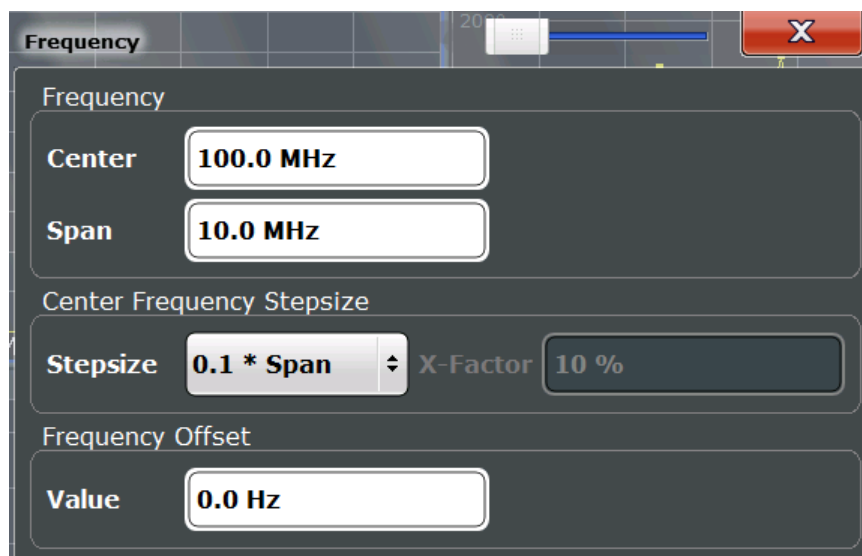 Frequency
Frequency
Center 100.0 MHz
Span 10.0 MHz
Center Frequency Stepsize
Stepsize 0.1 * Span X-Factor 10 %
Frequency Offset
Value 0.0 Hz